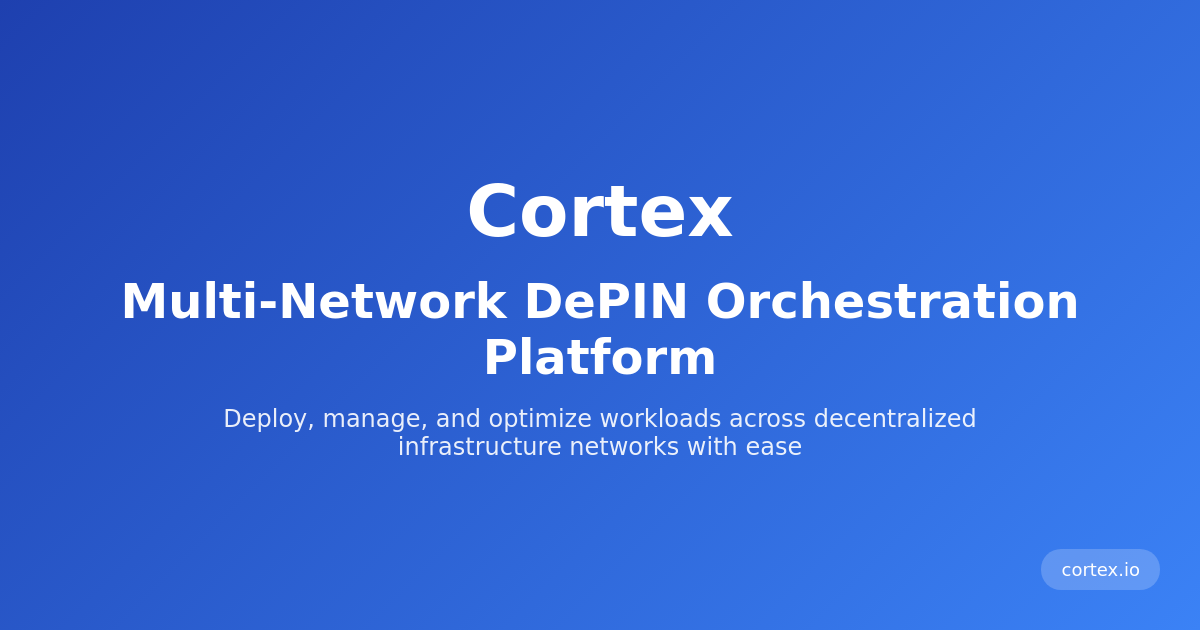 Cortex
Multi-Network DePIN Orchestration
Platform
Deploy, manage, and optimize workloads across decentralized
infrastructure networks with ease
cortex.io